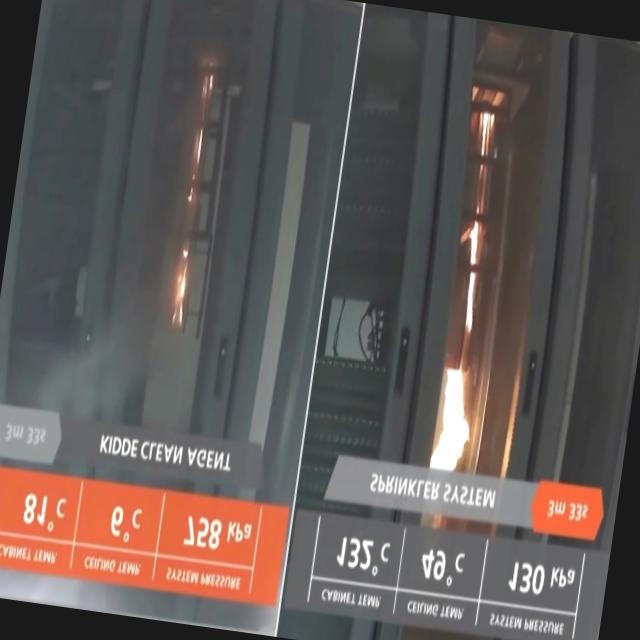 3m 33s
KIDDE CLEAN AGENT
81°C
6°C
758 kPa
CABINET TEMP.
CEILING TEMP.
SYSTEM PRESSURE
SPRINKLER SYSTEM
3m 33s
132°C
49°C
130 kPa
CABINET TEMP.
CEILING TEMP.
SYSTEM PRESSURE